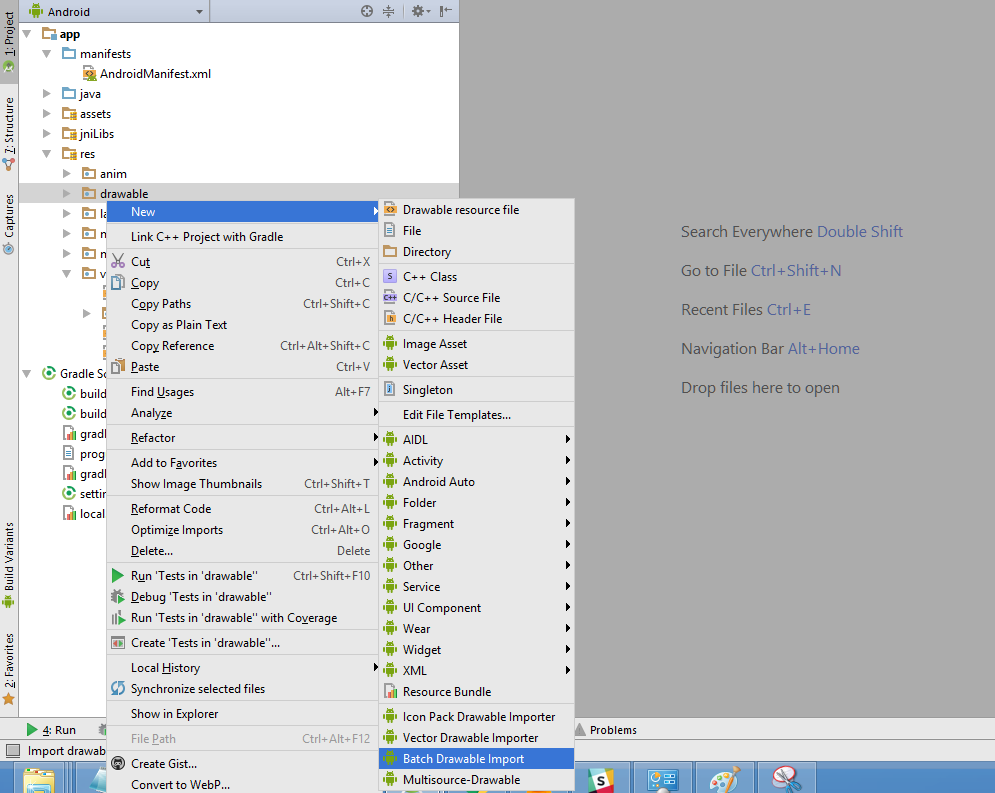 Android
1: Project
7: Structure
Captures
Build Variants
2: Favorites
app
manifests
AndroidManifest.xml
java
assets
jniLibs
res
anim
drawable
Gradle
build
build
gradl
prog
gradl
settin
local
New
Link C++ Project with Gradle
Cut Ctrl+X
Copy Ctrl+C
Copy Paths Ctrl+Shift+C
Copy as Plain Text
Copy Reference Ctrl+Alt+Shift+C
Paste Ctrl+V
Find Usages Alt+F7
Analyze
Refactor
Add to Favorites
Show Image Thumbnails Ctrl+Shift+T
Reformat Code Ctrl+Alt+L
Optimize Imports Ctrl+Alt+O
Delete... Delete
Run 'Tests in 'drawable'' Ctrl+Shift+F10
Debug 'Tests in 'drawable''
Run 'Tests in 'drawable'' with Coverage
Create 'Tests in 'drawable''...
Local History
Synchronize selected files
Show in Explorer
File Path Ctrl+Alt+F12
Create Gist...
Convert to WebP...
Drawable resource file
File
Directory
S C++ Class
C++ C/C++ Source File
h C/C++ Header File
Image Asset
Vector Asset
Singleton
Edit File Templates...
AIDL
Activity
Android Auto
Folder
Fragment
Google
Other
Service
UI Component
Wear
Widget
XML
Resource Bundle
Icon Pack Drawable Importer
Vector Drawable Importer
Batch Drawable Import
Multisource-Drawable
Search Everywhere Double Shift
Go to File Ctrl+Shift+N
Recent Files Ctrl+E
Navigation Bar Alt+Home
Drop files here to open
4: Run
Problems
Import drawab